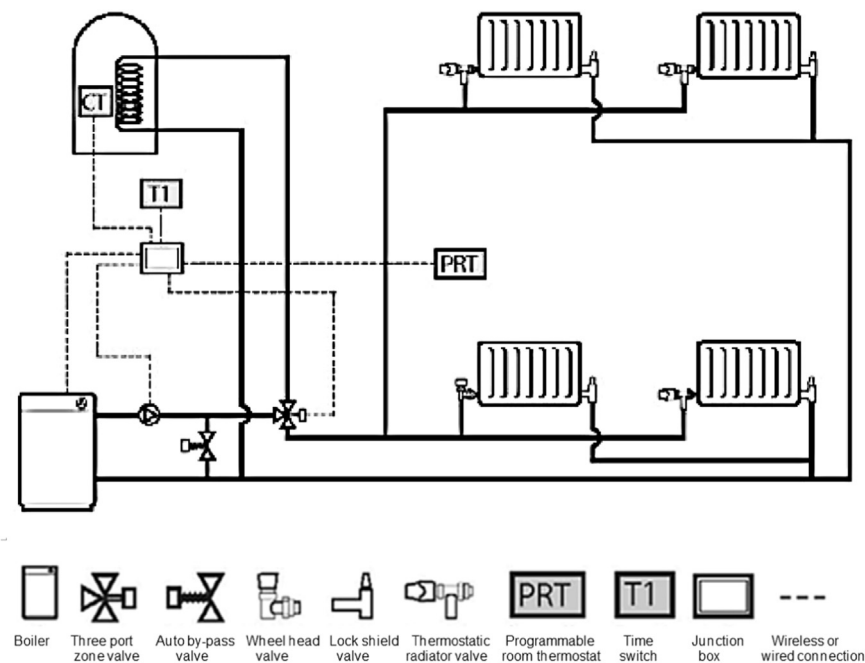 CT
T1
PRT
PRT
T1
Boiler
Three port
zone valve
Auto by-pass
valve
Wheel head
valve
Lock shield
valve
Thermostatic
radiator valve
Programmable
room thermostat
Time
switch
Junction
box
Wireless or
wired connection